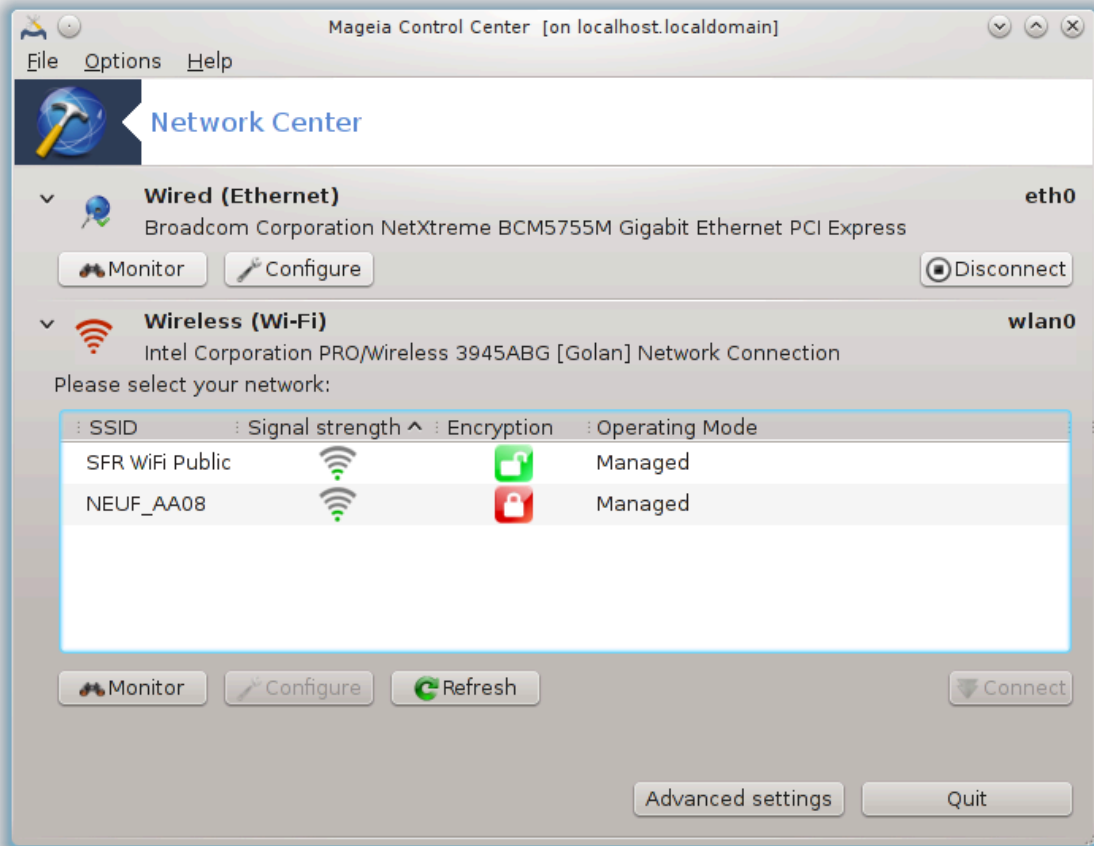 Mageia Control Center [on localhost.localdomain]
File Options Help
Network Center
Wired (Ethernet) eth0
Broadcom Corporation NetXtreme BCM5755M Gigabit Ethernet PCI Express
Monitor Configure Disconnect
Wireless (Wi-Fi) wlan0
Intel Corporation PRO/Wireless 3945ABG [Golan] Network Connection
Please select your network:
SSID Signal strength Encryption Operating Mode
SFR WiFi Public Managed
NEUF_AA08 Managed
Monitor Configure Refresh Connect
Advanced settings Quit